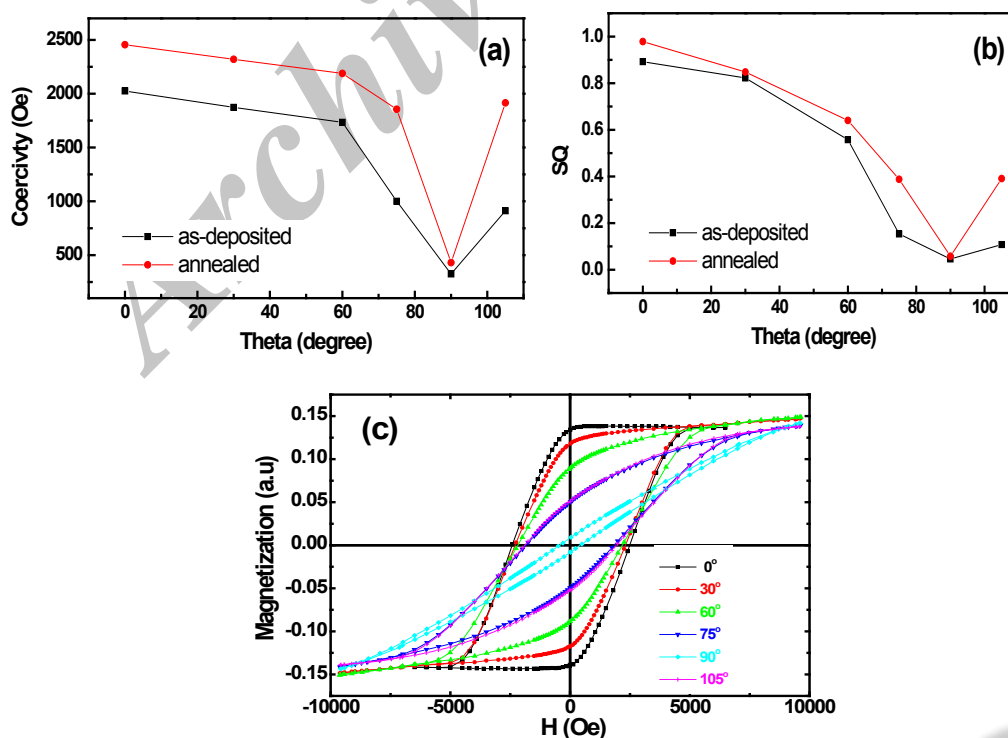 (a)
2500
2000
1500
1000
500
Coercivty (Oe)
as-deposited
annealed
0 20 40 60 80 100
Theta (degree)
(b)
1.0
0.8
0.6
0.4
0.2
0.0
SQ
as-deposited
annealed
0 20 40 60 80 100
Theta (degree)
Archiv
(c)
0.15
0.10
0.05
0.00
-0.05
-0.10
-0.15
Magnetization (a.u)
0°
30°
60°
75°
90°
105°
-10000 -5000 0 5000 10000
H (Oe)